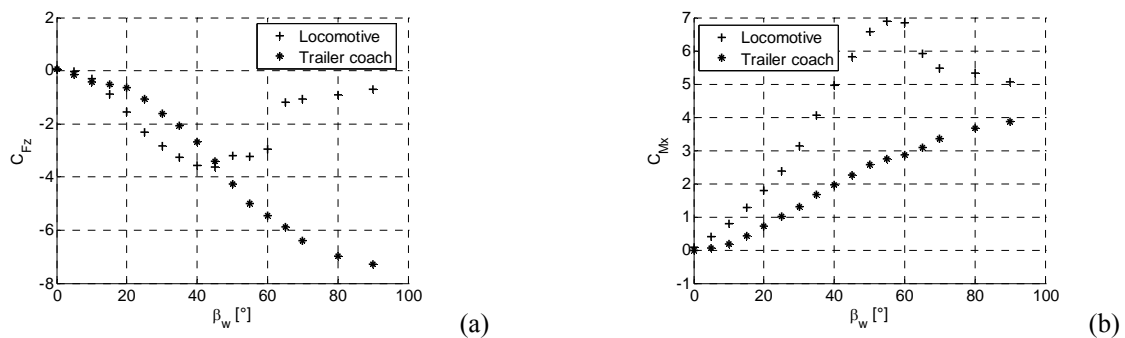 2
0
-2
-4
-6
-8
C_Fz
0 20 40 60 80 100
β_w [°]
Locomotive
Trailer coach
(a)
7
6
5
4
3
2
1
0
-1
C_Mx
0 20 40 60 80 100
β_w [°]
Locomotive
Trailer coach
(b)